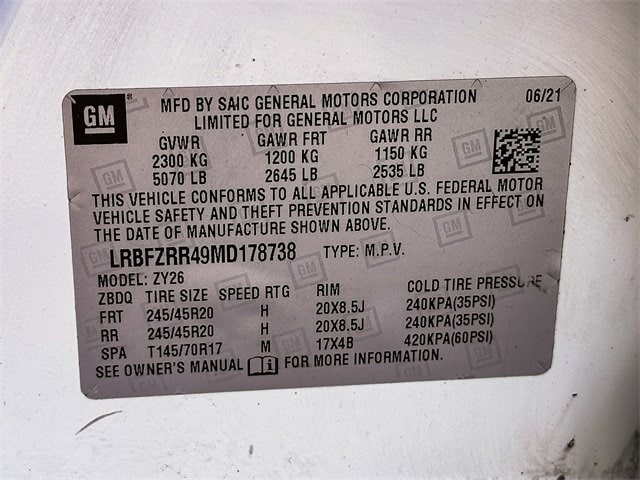 GM
MFD BY SAIC GENERAL MOTORS CORPORATION 06/21
LIMITED FOR GENERAL MOTORS LLC
GVWR GAWR FRT GAWR RR
2300 KG 1200 KG 1150 KG
5070 LB 2645 LB 2535 LB
THIS VEHICLE CONFORMS TO ALL APPLICABLE U.S. FEDERAL MOTOR
VEHICLE SAFETY AND THEFT PREVENTION STANDARDS IN EFFECT ON
THE DATE OF MANUFACTURE SHOWN ABOVE.
LRBFZRR49MD178738 TYPE: M.P.V.
MODEL: ZY26
ZBDQ TIRE SIZE SPEED RTG RIM COLD TIRE PRESSURE
FRT 245/45R20 H 20X8.5J 240KPA(35PSI)
RR 245/45R20 H 20X8.5J 240KPA(35PSI)
SPA T145/70R17 M 17X4B 420KPA(60PSI)
SEE OWNER'S MANUAL FOR MORE INFORMATION.